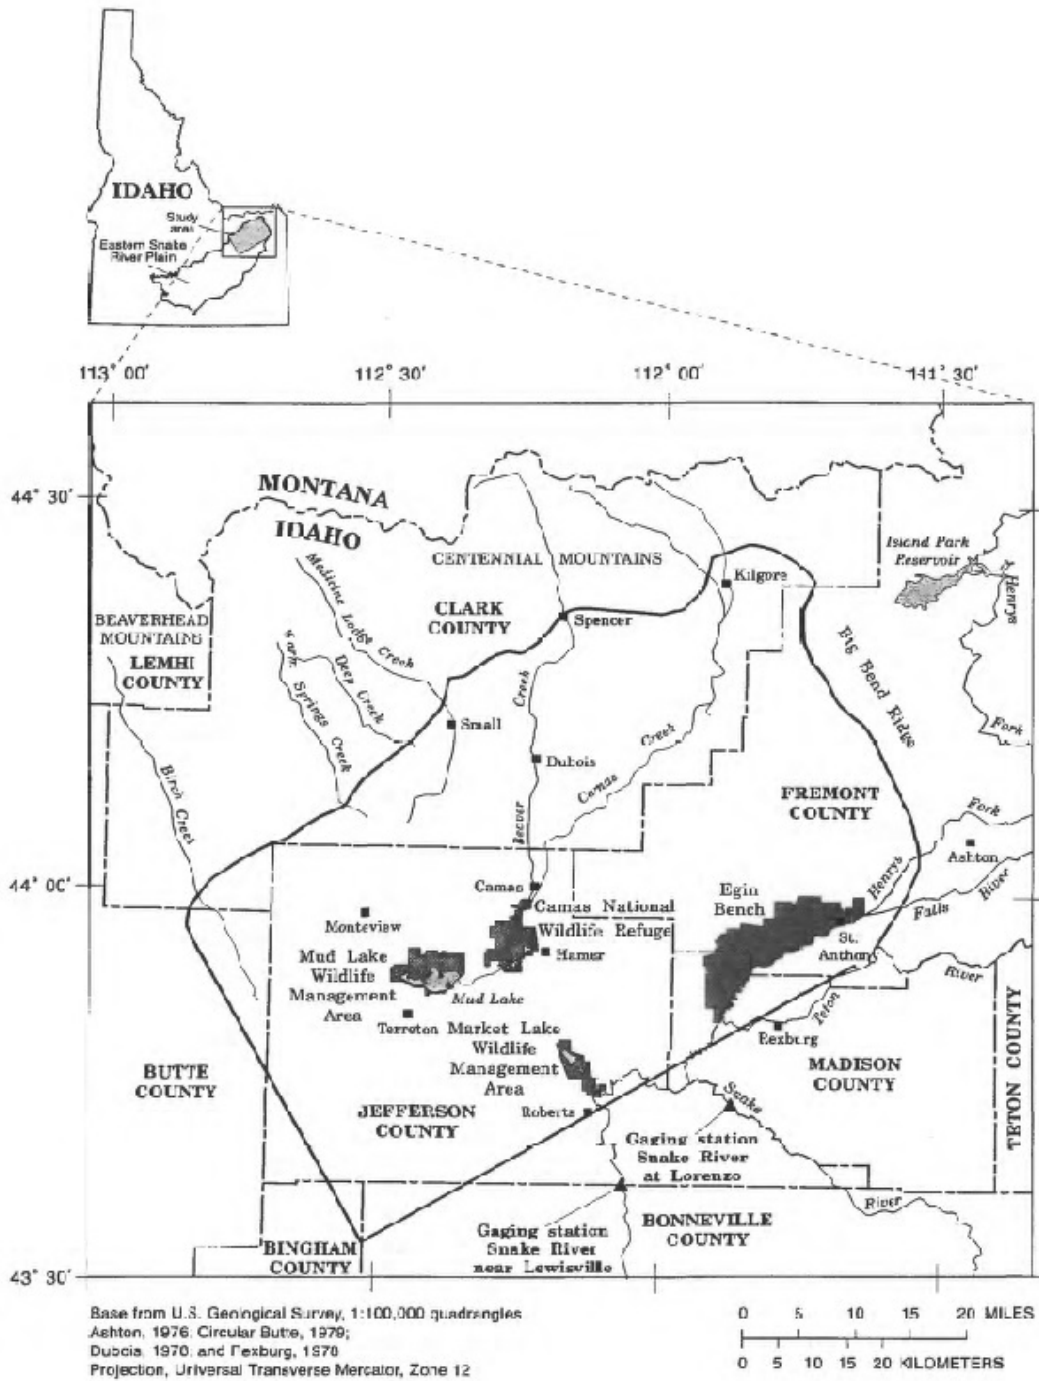 IDAHO
Study
area
Eastern Snake
River Plain
113° 00'
112° 30'
112° 00'
141° 30'
44° 30'
MONTANA
IDAHO
CENTENNIAL MOUNTAINS
Island Park
Reservoir
Henrys
Kilgore
Medicine Lodge Creek
CLARK
COUNTY
Spencer
BEAVERHEAD
MOUNTAINS
LEMHI
COUNTY
Deep Creek
Springs Creek
Creek
Big Bend Ridge
Small
Fork
Creek
Dubois
Camas
Birch Creek
FREMONT
COUNTY
Fork
Beaver
Ashton
44° 00'
Camas
Egin
Bench
Henrys
River
Falls
Camas National
Wildlife Refuge
Monteview
St.
Anthon
Hamer
Mud Lake
Wildlife
Management
Area
Mud Lake
River
Teton
Terreton
Market Lake
Wildlife
Management
Area
Rexburg
BUTTE
COUNTY
MADISON
COUNTY
TETON COUNTY
Snake
JEFFERSON
COUNTY
Roberts
Gaging station
Snake River
at Lorenzo
River
BONNEVILLE
COUNTY
Gaging station
Snake River
near Lewisville
BINGHAM
COUNTY
43° 30'
Base from U.S. Geological Survey, 1:100,000 quadrangles
Ashton, 1976; Circular Butte, 1979;
Dubois, 1978; and Rexburg, 1978
Projection, Universal Transverse Mercator, Zone 12
0 5 10 15 20 MILES
0 5 10 15 20 KILOMETERS